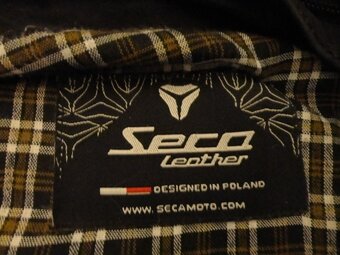 Seca
Leather
DESIGNED IN POLAND
WWW.SECAMOTO.COM